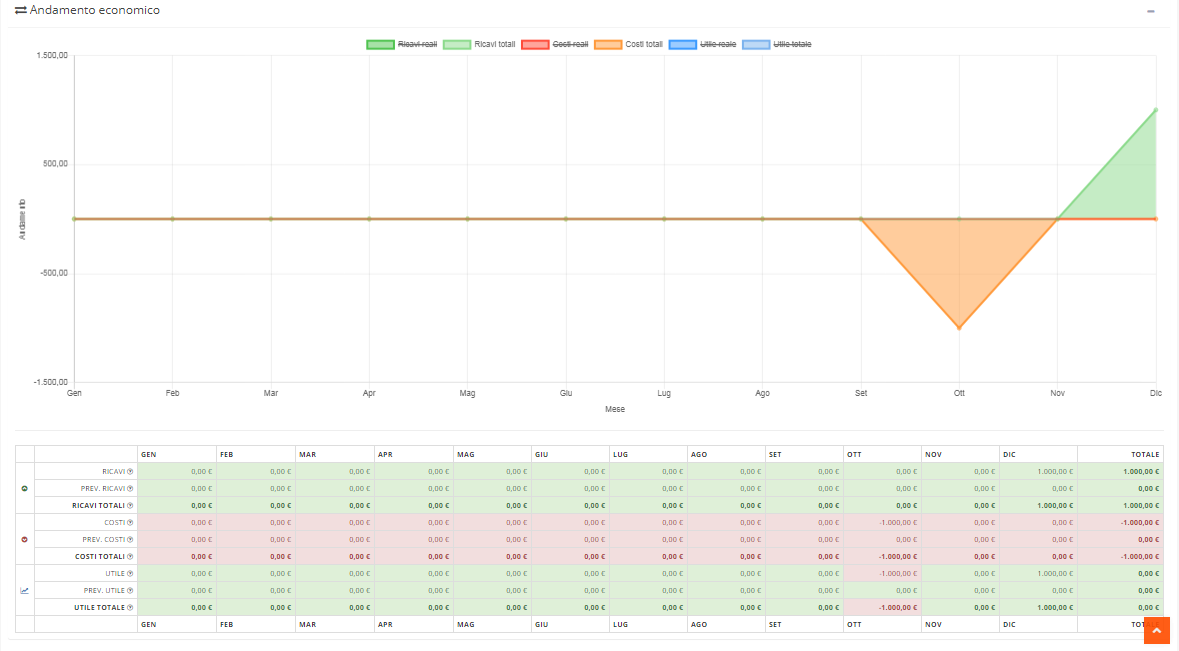 Andamento economico
Ricavi reali Ricavi totali Costi reali Costi totali Utile reale Utile totale
1.500,00
500,00
Andamento
-500,00
-1.500,00
Gen Feb Mar Apr Mag Giu Lug Ago Set Ott Nov Dic
Mese
GEN FEB MAR APR MAG GIU LUG AGO SET OTT NOV DIC TOTALE
RICAVI 0,00 € 0,00 € 0,00 € 0,00 € 0,00 € 0,00 € 0,00 € 0,00 € 0,00 € 0,00 € 0,00 € 1.000,00 € 1.000,00 €
PREV. RICAVI 0,00 € 0,00 € 0,00 € 0,00 € 0,00 € 0,00 € 0,00 € 0,00 € 0,00 € 0,00 € 0,00 € 0,00 € 0,00 €
RICAVI TOTALI 0,00 € 0,00 € 0,00 € 0,00 € 0,00 € 0,00 € 0,00 € 0,00 € 0,00 € 0,00 € 0,00 € 1.000,00 € 1.000,00 €
COSTI 0,00 € 0,00 € 0,00 € 0,00 € 0,00 € 0,00 € 0,00 € 0,00 € 0,00 € -1.000,00 € 0,00 € 0,00 € -1.000,00 €
PREV. COSTI 0,00 € 0,00 € 0,00 € 0,00 € 0,00 € 0,00 € 0,00 € 0,00 € 0,00 € 0,00 € 0,00 € 0,00 € 0,00 €
COSTI TOTALI 0,00 € 0,00 € 0,00 € 0,00 € 0,00 € 0,00 € 0,00 € 0,00 € 0,00 € -1.000,00 € 0,00 € 0,00 € -1.000,00 €
UTILE 0,00 € 0,00 € 0,00 € 0,00 € 0,00 € 0,00 € 0,00 € 0,00 € 0,00 € -1.000,00 € 0,00 € 1.000,00 € 0,00 €
PREV. UTILE 0,00 € 0,00 € 0,00 € 0,00 € 0,00 € 0,00 € 0,00 € 0,00 € 0,00 € 0,00 € 0,00 € 0,00 € 0,00 €
UTILE TOTALE 0,00 € 0,00 € 0,00 € 0,00 € 0,00 € 0,00 € 0,00 € 0,00 € 0,00 € -1.000,00 € 0,00 € 1.000,00 € 0,00 €
GEN FEB MAR APR MAG GIU LUG AGO SET OTT NOV DIC TOTALE